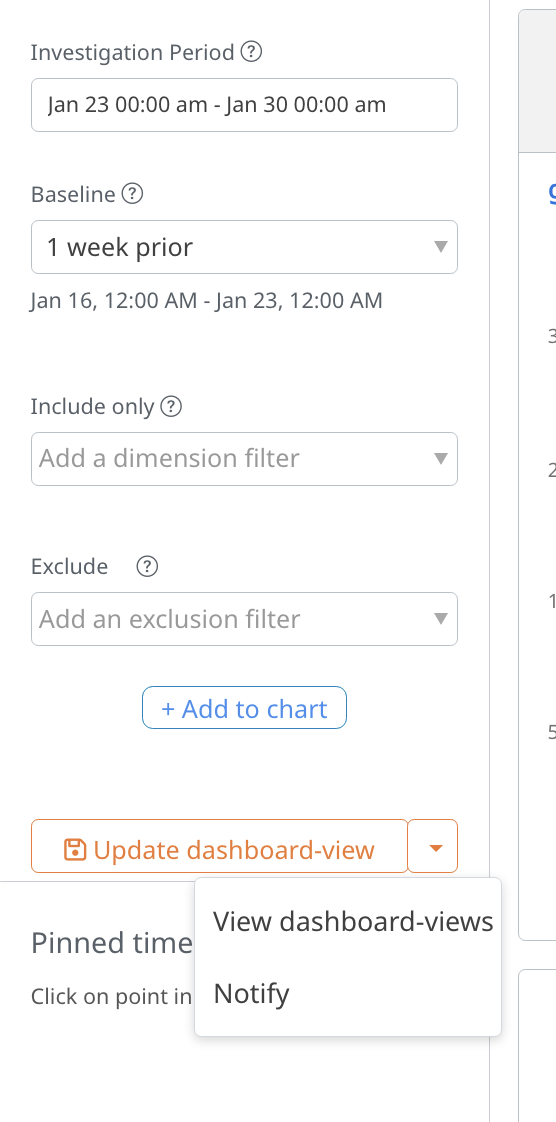 Investigation Period ?
Jan 23 00:00 am - Jan 30 00:00 am
Baseline ?
1 week prior
Jan 16, 12:00 AM - Jan 23, 12:00 AM
Include only ?
Add a dimension filter
Exclude ?
Add an exclusion filter
+ Add to chart
Update dashboard-view
View dashboard-views
Pinned time
Notify
Click on point in
3
2
1
5